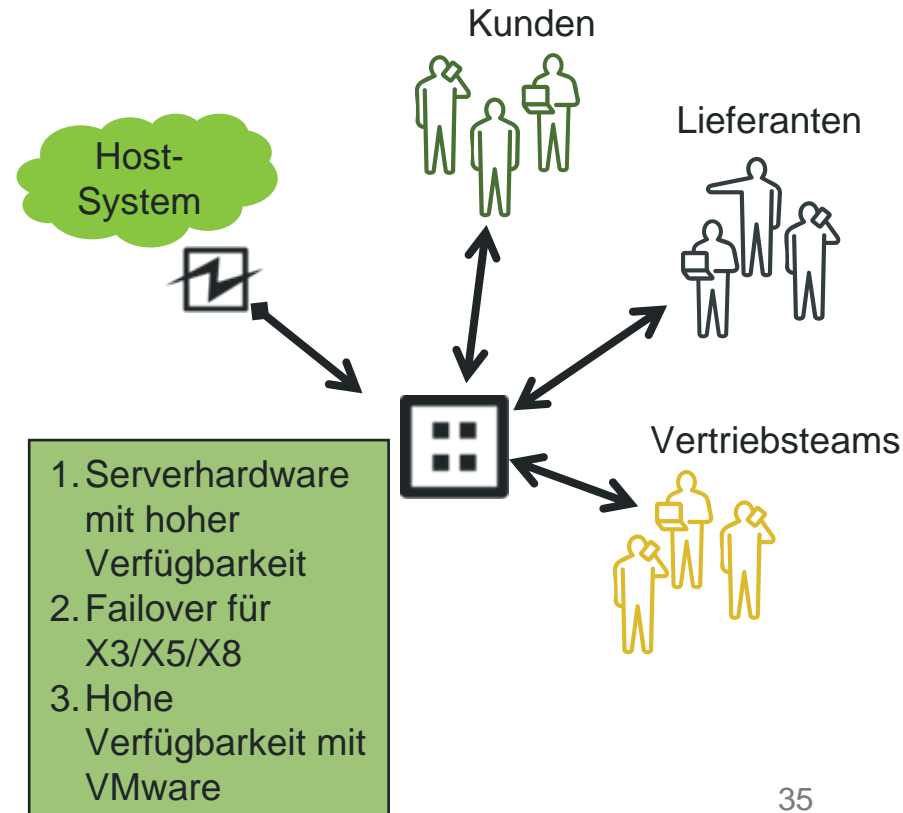 Kunden
Lieferanten
Host-
System
Vertriebsteams
1. Serverhardware
mit hoher
Verfügbarkeit
2. Failover für
X3/X5/X8
3. Hohe
Verfügbarkeit mit
VMware
35